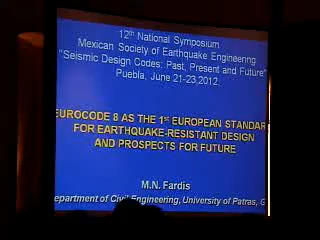 12th National Symposium
Mexican Society of Earthquake Engineering
"Seismic Design Codes: Past, Present and Future"
Puebla, June 21-23,2012.
EUROCODE 8 AS THE 1st EUROPEAN STANDAR
FOR EARTHQUAKE-RESISTANT DESIGN
AND PROSPECTS FOR FUTURE
M.N. Fardis
epartment of Civil Engineering, University of Patras, G